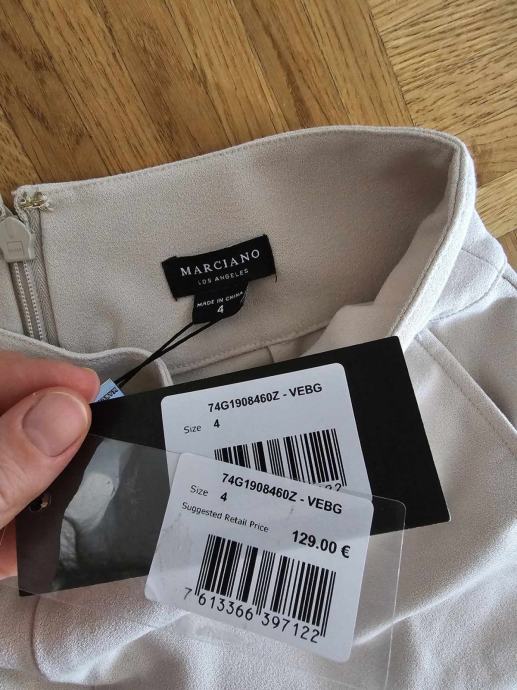 MARCIANO
LOS ANGELES
MADE IN CHINA
4
74G1908460Z - VEBG
Size 4
74G1908460Z - VEBG
Size 4
Suggested Retail Price
129.00 €
7 613366 397122